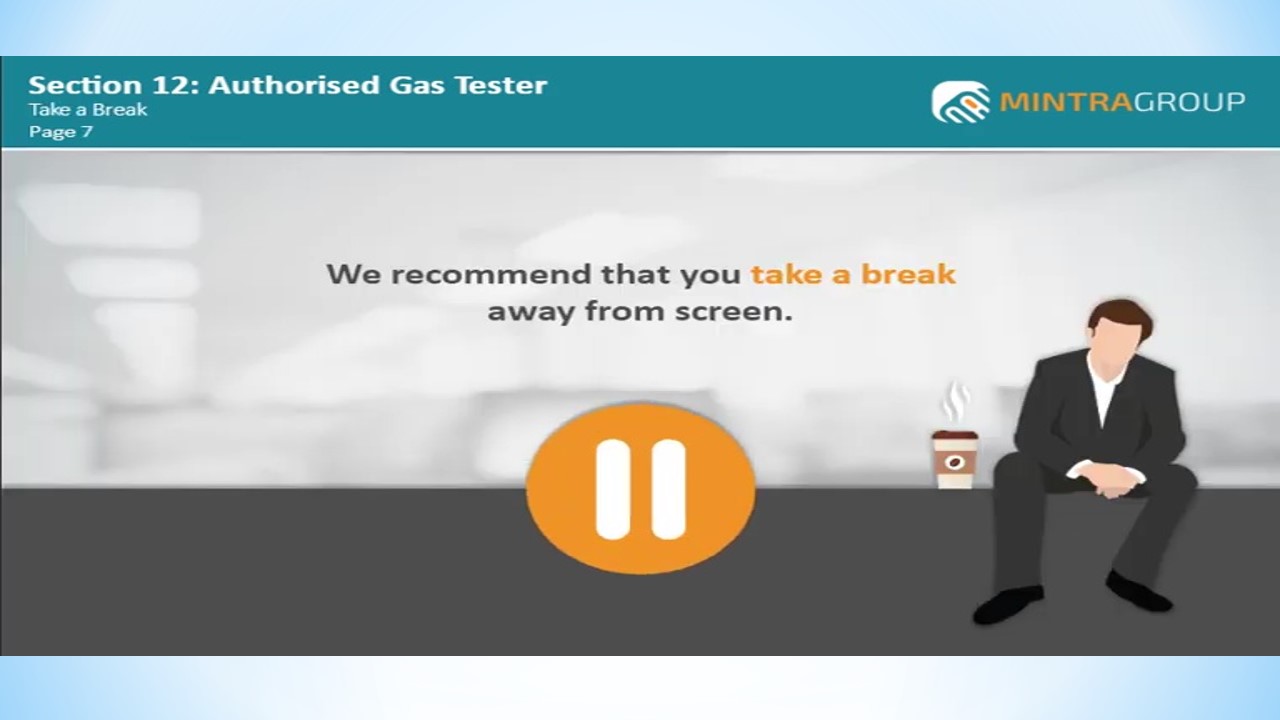 Section 12: Authorised Gas Tester
Take a Break
Page 7
MINTRAGROUP
We recommend that you take a break
away from screen.